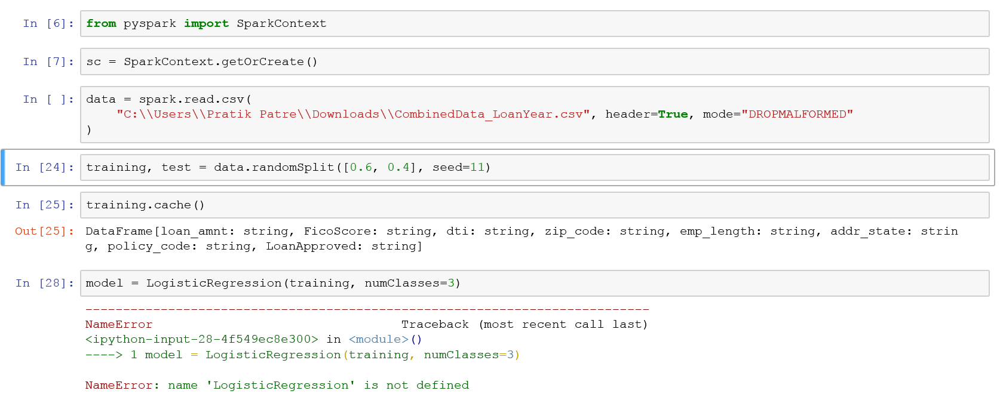 In [6]: from pyspark import SparkContext
In [7]: sc = SparkContext.getOrCreate()
In [ ]: data = spark.read.csv(
"C:\\Users\\Pratik Patre\\Downloads\\CombinedData_LoanYear.csv", header=True, mode="DROPMALFORMED"
)
In [24]: training, test = data.randomSplit([0.6, 0.4], seed=11)
In [25]: training.cache()
Out[25]: DataFrame[loan_amnt: string, FicoScore: string, dti: string, zip_code: string, emp_length: string, addr_state: strin
g, policy_code: string, LoanApproved: string]
In [28]: model = LogisticRegression(training, numClasses=3)
---------------------------------------------------------------------------
NameError Traceback (most recent call last)
<ipython-input-28-4f549ec8e300> in <module>()
----> 1 model = LogisticRegression(training, numClasses=3)
NameError: name 'LogisticRegression' is not defined